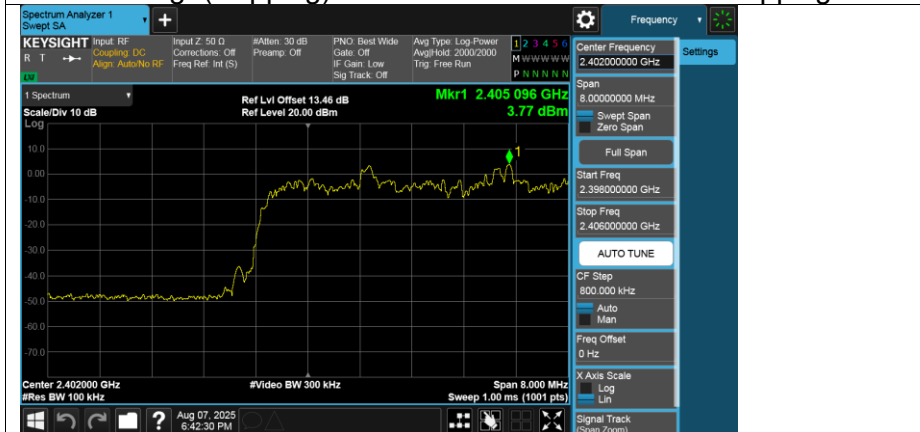 Spectrum Analyzer 1
Swept SA
Frequency
KEYSIGHT
R T
LU
Input: RF
Coupling: DC
Align: Auto/No RF
Input Z: 50 Ω
Corrections: Off
Freq Ref: Int (S)
#Atten: 30 dB
Preamp: Off
PNO: Best Wide
Gate: Off
IF Gain: Low
Sig Track: Off
Avg Type: Log-Power
Avg|Hold: 2000/2000
Trig: Free Run
1 2 3 4 5 6
M W W W W W
P N N N N N
1 Spectrum
Scale/Div 10 dB
Log
Ref Lvl Offset 13.46 dB
Ref Level 20.00 dBm
Mkr1 2.405 096 GHz
3.77 dBm
1
10.0
0.00
-10.0
-20.0
-30.0
-40.0
-50.0
-60.0
-70.0
Center 2.402000 GHz
#Res BW 100 kHz
#Video BW 300 kHz
Span 8.000 MHz
Sweep 1.00 ms (1001 pts)
Aug 07, 2025
6:42:30 PM
Center Frequency
2.402000000 GHz
Settings
Span
8.00000000 MHz
Swept Span
Zero Span
Full Span
Start Freq
2.398000000 GHz
Stop Freq
2.406000000 GHz
AUTO TUNE
CF Step
800.000 kHz
Auto
Man
Freq Offset
0 Hz
X Axis Scale
Log
Lin
Signal Track
(Span Zoom)